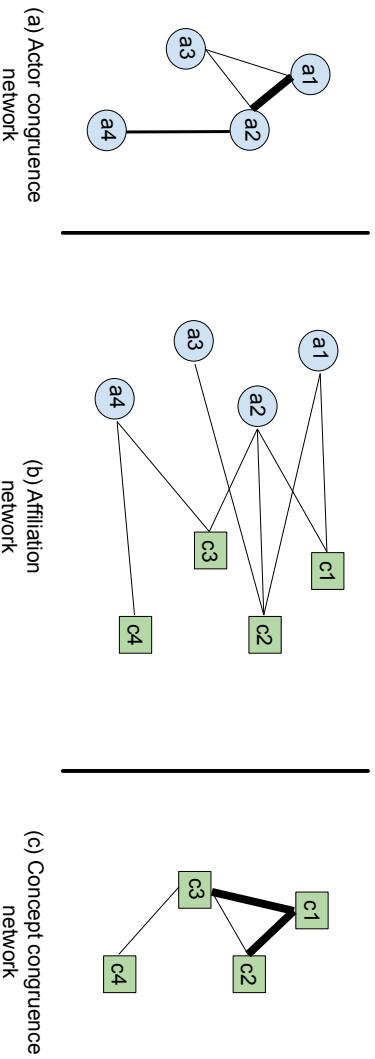 a1
a2
a3
a4
(a) Actor congruence
network
a1
a2
a3
a4
c1
c2
c3
c4
(b) Affiliation
network
c1
c2
c3
c4
(c) Concept congruence
network